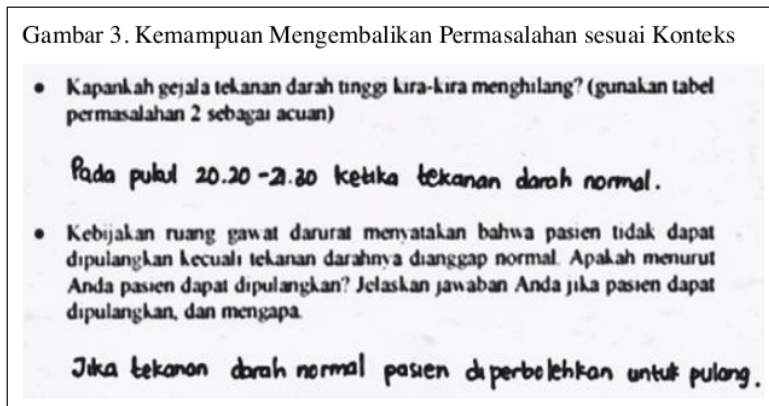 Gambar 3. Kemampuan Mengembalikan Permasalahan sesuai Konteks
• Kapankah gejala tekanan darah tinggi kira-kira menghilang? (gunakan tabel
permasalahan 2 sebagai acuan)
Pada pukul 20.20 - 21.30 ketika tekanan darah normal.
• Kebijakan ruang gawat darurat menyatakan bahwa pasien tidak dapat
dipulangkan kecuali tekanan darahnya dianggap normal. Apakah menurut
Anda pasien dapat dipulangkan? Jelaskan jawaban Anda jika pasien dapat
dipulangkan, dan mengapa.
Jika tekanan darah normal pasien diperbolehkan untuk pulang.